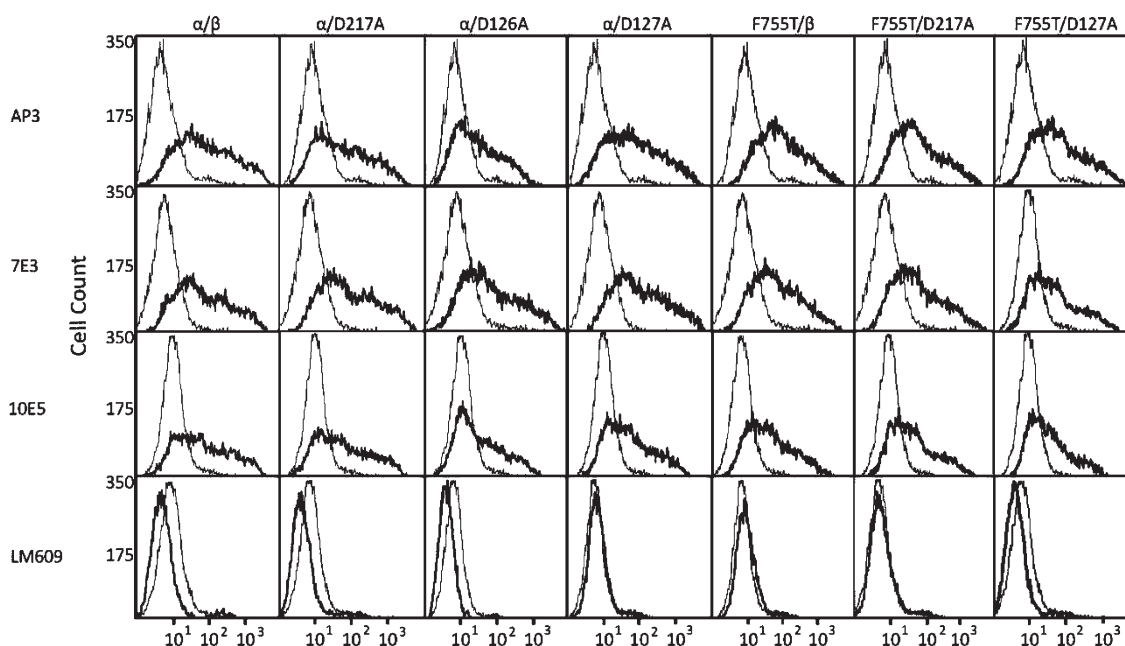 α/β α/D217A α/D126A α/D127A F755T/β F755T/D217A F755T/D127A
350
AP3
175
350
7E3
175
Cell Count
350
10E5
175
350
LM609
175
10¹ 10² 10³ 10¹ 10² 10³ 10¹ 10² 10³ 10¹ 10² 10³ 10¹ 10² 10³ 10¹ 10² 10³ 10¹ 10² 10³